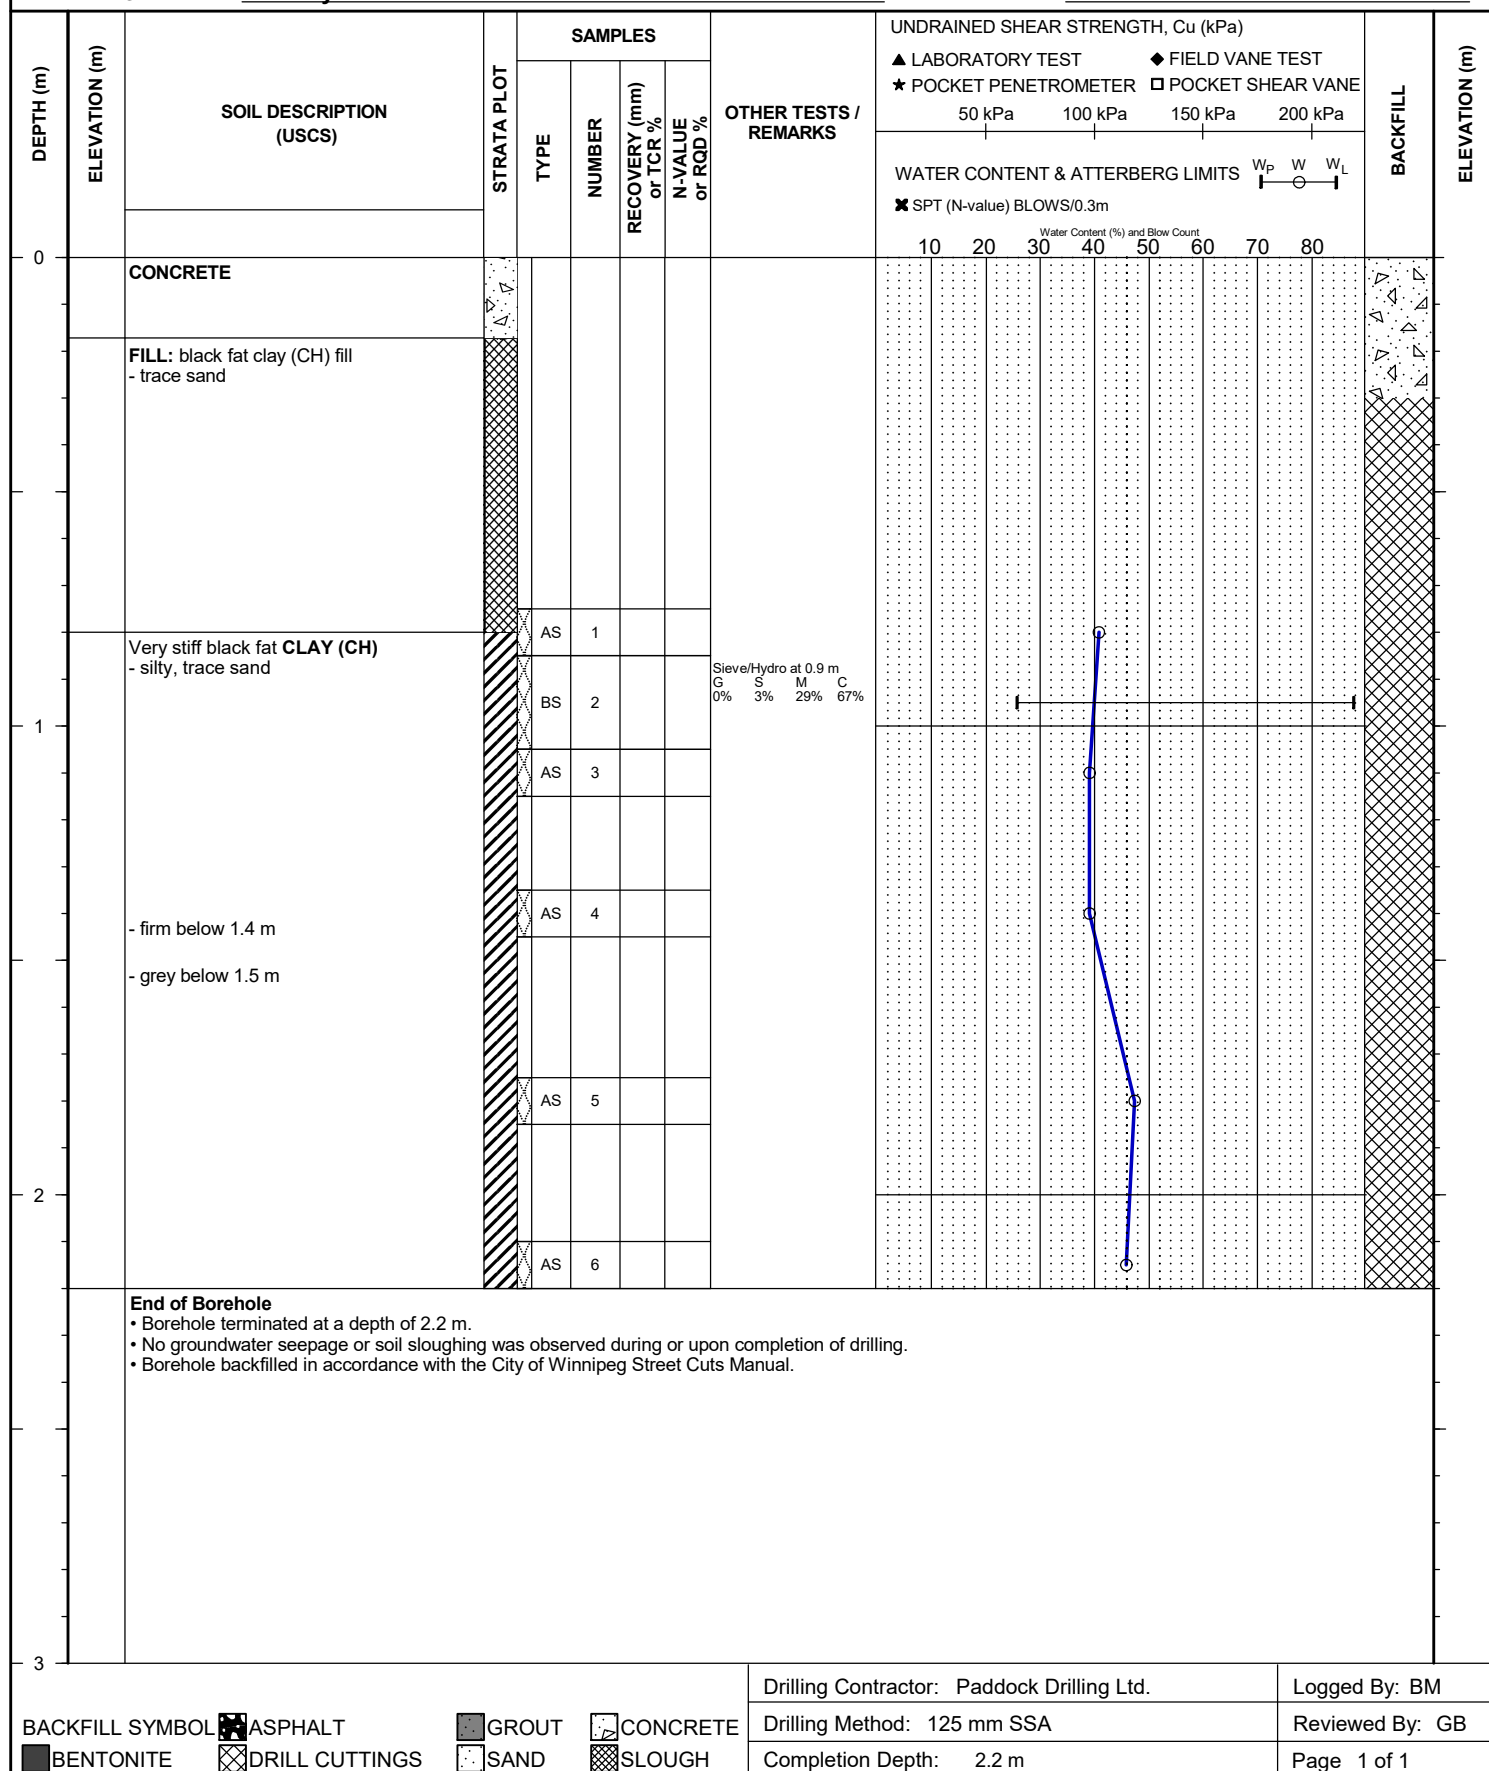 DEPTH (m)
ELEVATION (m)
SOIL DESCRIPTION
(USCS)
STRATA PLOT
SAMPLES
TYPE
NUMBER
RECOVERY (mm)
or TCR %
N-VALUE
or RQD %
OTHER TESTS /
REMARKS
UNDRAINED SHEAR STRENGTH, Cu (kPa)
▲ LABORATORY TEST ◆ FIELD VANE TEST
★ POCKET PENETROMETER □ POCKET SHEAR VANE
50 kPa 100 kPa 150 kPa 200 kPa
WATER CONTENT & ATTERBERG LIMITS WP W WL
✖ SPT (N-value) BLOWS/0.3m
Water Content (%) and Blow Count
10 20 30 40 50 60 70 80
BACKFILL
ELEVATION (m)
0
CONCRETE
FILL: black fat clay (CH) fill
- trace sand
AS 1
Very stiff black fat CLAY (CH)
- silty, trace sand
Sieve/Hydro at 0.9 m
G S M C
0% 3% 29% 67%
BS 2
1
AS 3
AS 4
- firm below 1.4 m
- grey below 1.5 m
AS 5
2
AS 6
End of Borehole
• Borehole terminated at a depth of 2.2 m.
• No groundwater seepage or soil sloughing was observed during or upon completion of drilling.
• Borehole backfilled in accordance with the City of Winnipeg Street Cuts Manual.
3
BACKFILL SYMBOL ASPHALT GROUT CONCRETE
BENTONITE DRILL CUTTINGS SAND SLOUGH
Drilling Contractor: Paddock Drilling Ltd.
Logged By: BM
Drilling Method: 125 mm SSA
Reviewed By: GB
Completion Depth: 2.2 m
Page 1 of 1